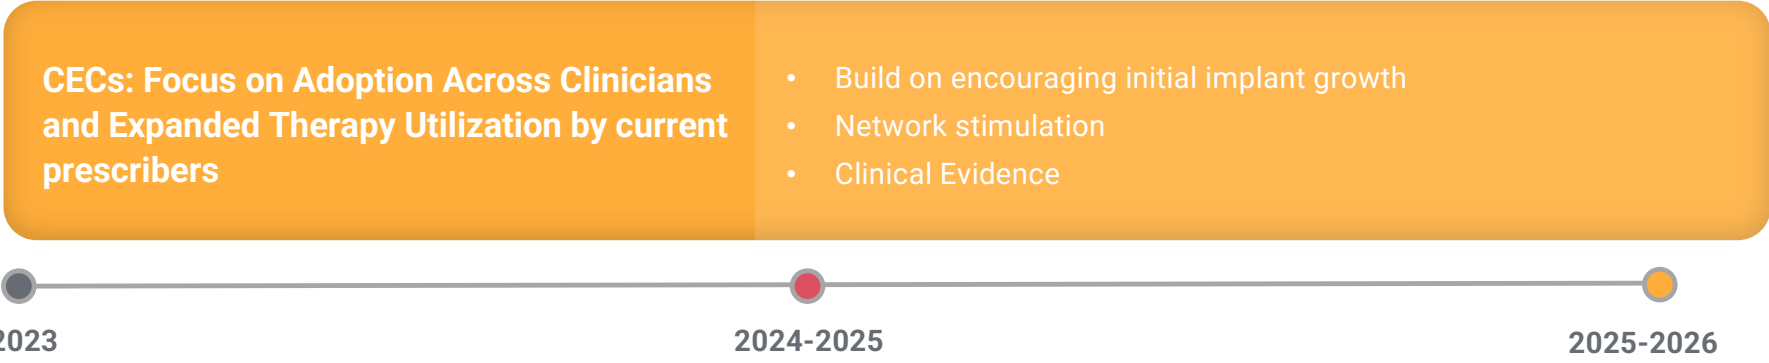 CECs: Focus on Adoption Across Clinicians
and Expanded Therapy Utilization by current
prescribers
• Build on encouraging initial implant growth
• Network stimulation
• Clinical Evidence
2023
2024-2025
2025-2026